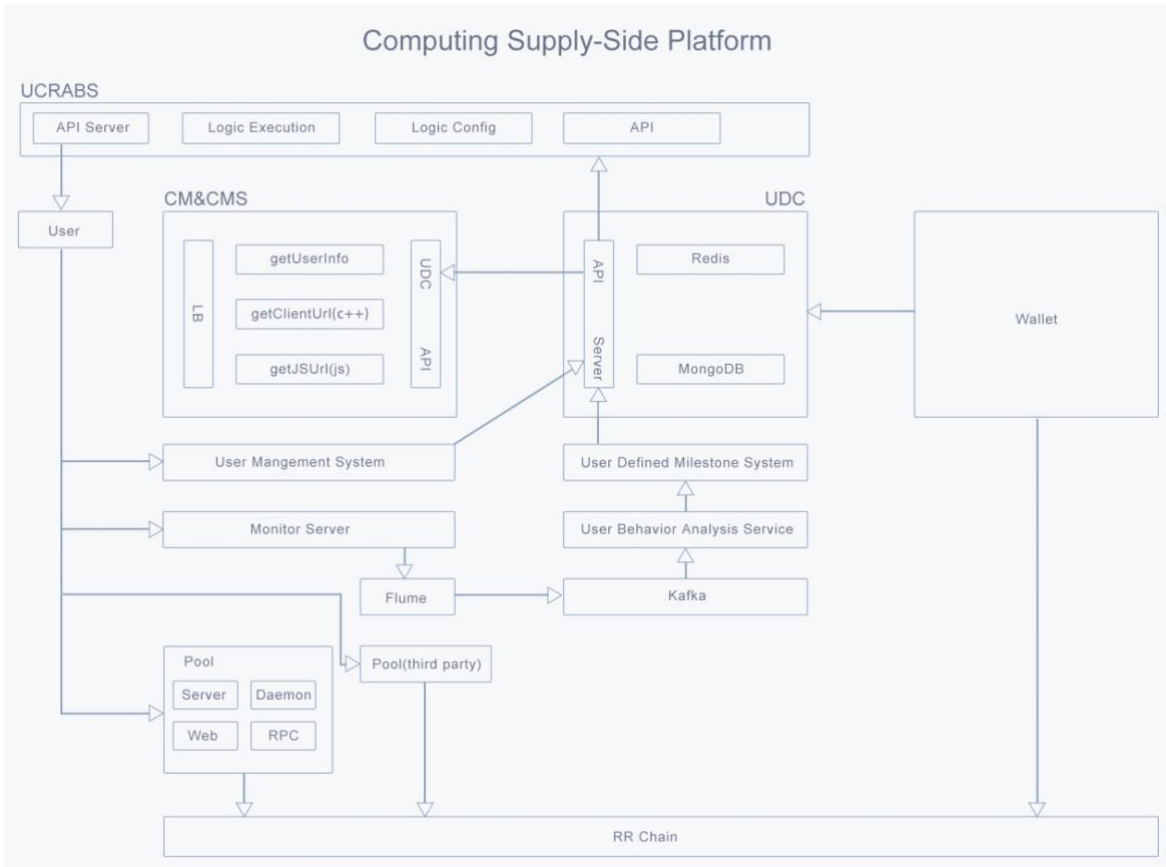 Computing Supply-Side Platform
UCRABS
API Server
Logic Execution
Logic Config
API
CM&CMS
UDC
User
LB
getUserInfo
getClientUrl(c++)
getJSUrl(js)
UDC API
API Server
Redis
MongoDB
Wallet
User Mangement System
User Defined Milestone System
Monitor Server
User Behavior Analysis Service
Flume
Kafka
Pool
Server
Daemon
Web
RPC
Pool(third party)
RR Chain